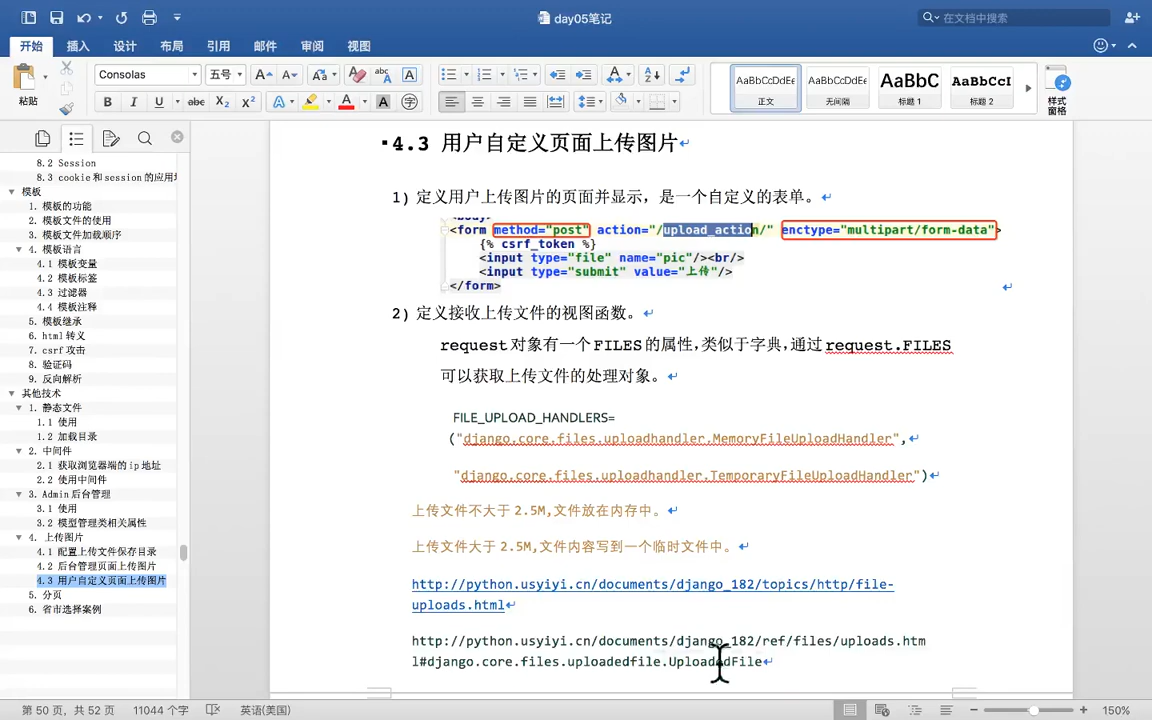 day05笔记
在文档中搜索
开始 插入 设计 布局 引用 邮件 审阅 视图
粘贴
Consolas 五号
AaBbCcDdEe AaBbCcDdEe AaBbC AaBbCcI
正文 无间隔 标题 1 标题 2
样式
窗格
8.2 Session
8.3 cookie和session的应用场
模板
1. 模板的功能
2. 模板文件的使用
3. 模板文件加载顺序
4. 模板语言
4.1 模板变量
4.2 模板标签
4.3 过滤器
4.4 模板注释
5. 模板继承
6. html转义
7. csrf攻击
8. 验证码
9. 反向解析
其他技术
1. 静态文件
1.1 使用
1.2 加载目录
2. 中间件
2.1 获取浏览器端的ip地址
2.2 使用中间件
3. Admin后台管理
3.1 使用
3.2 模型管理类相关属性
4. 上传图片
4.1 配置上传文件保存目录
4.2 后台管理页面上传图片
4.3 用户自定义页面上传图片
5. 分页
6. 省市选择案例
4.3 用户自定义页面上传图片
1) 定义用户上传图片的页面并显示，是一个自定义的表单。
<body>
<form method="post" action="/upload_action/" enctype="multipart/form-data">
{% csrf_token %}
<input type="file" name="pic"/><br/>
<input type="submit" value="上传"/>
</form>
2) 定义接收上传文件的视图函数。
request对象有一个FILES的属性,类似于字典,通过request.FILES
可以获取上传文件的处理对象。
FILE_UPLOAD_HANDLERS=
("django.core.files.uploadhandler.MemoryFileUploadHandler",
"django.core.files.uploadhandler.TemporaryFileUploadHandler")
上传文件不大于2.5M,文件放在内存中。
上传文件大于2.5M,文件内容写到一个临时文件中。
http://python.usyiyi.cn/documents/django_182/topics/http/file-
uploads.html
http://python.usyiyi.cn/documents/django_182/ref/files/uploads.htm
l#django.core.files.uploadedfile.UploadedFile
第 50 页，共 52 页 11044 个字 英语(美国) 150%